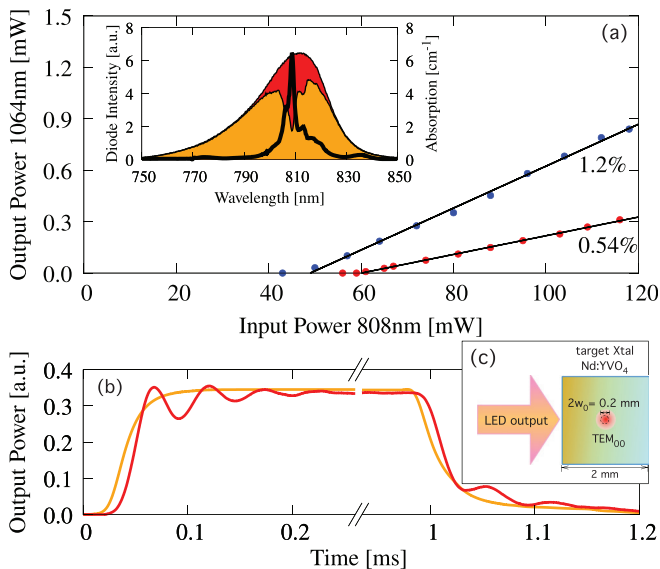 1.5
1.2
0.9
0.6
0.3
0.0
Output Power 1064nm [mW]
(a)
8
6
4
2
0
Diode Intensity [a.u.]
8
6
4
2
0
Absorption [cm⁻¹]
750 770 790 810 830 850
Wavelength [nm]
1.2%
0.54%
0 20 40 60 80 100 120
Input Power 808nm [mW]
0.4
0.3
0.2
0.1
0.0
Output Power [a.u.]
(b)
0 0.1 0.2 1 1.1 1.2
Time [ms]
(c)
target Xtal
Nd:YVO₄
LED output
2w₀= 0.2 mm
TEM₀₀
2 mm